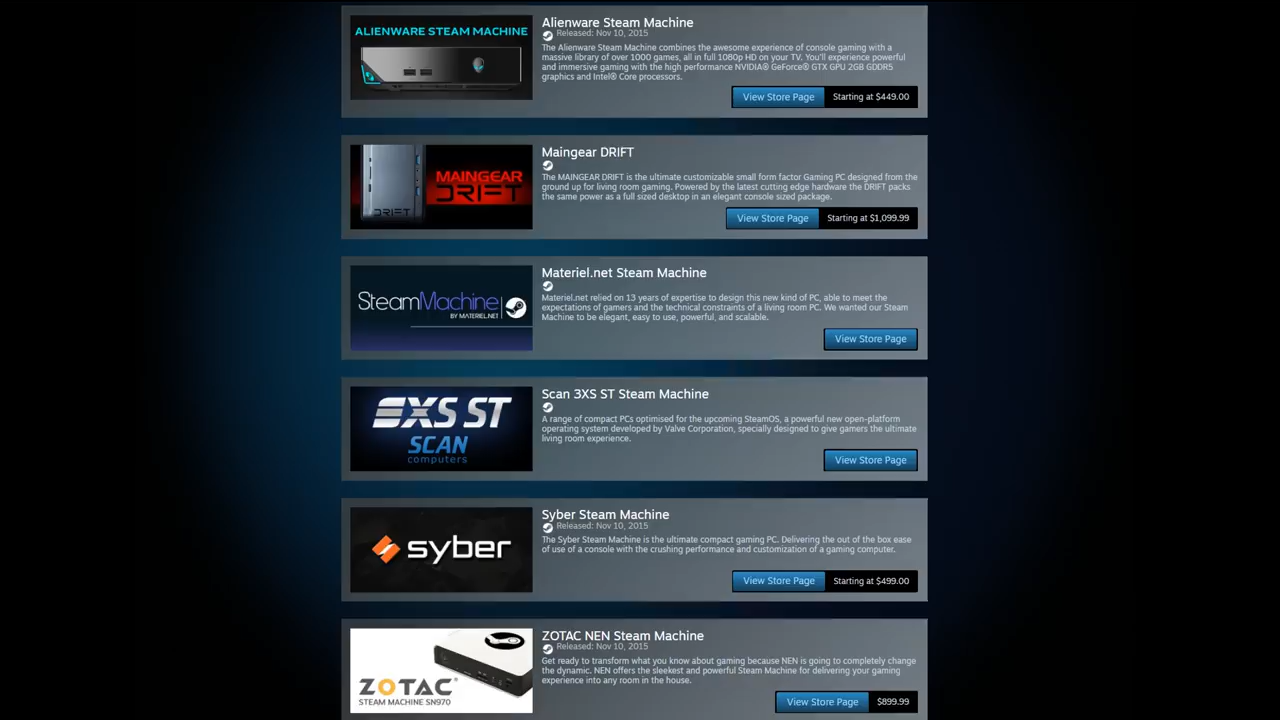 ALIENWARE STEAM MACHINE
Alienware Steam Machine
Released: Nov 10, 2015
The Alienware Steam Machine combines the awesome experience of console gaming with a
massive library of over 1000 games, all in full 1080p HD on your TV. You'll experience powerful
and immersive gaming with the high performance NVIDIA® GeForce® GTX GPU 2GB GDDR5
graphics and Intel® Core processors.
View Store Page
Starting at $449.00
DRIFT
MAINGEAR
DRIFT
Maingear DRIFT
The MAINGEAR DRIFT is the ultimate customizable small form factor Gaming PC designed from the
ground up for living room gaming. Powered by the latest cutting edge hardware the DRIFT packs
the same power as a full sized desktop in an elegant console sized package.
View Store Page
Starting at $1,099.99
SteamMachine
BY MATERIEL.NET
Materiel.net Steam Machine
Materiel.net relied on 13 years of expertise to design this new kind of PC, able to meet the
expectations of gamers and the technical constraints of a living room PC. We wanted our Steam
Machine to be elegant, easy to use, powerful, and scalable.
View Store Page
3XS ST
SCAN
computers
Scan 3XS ST Steam Machine
A range of compact PCs optimised for the upcoming SteamOS, a powerful new open-platform
operating system developed by Valve Corporation, specially designed to give gamers the ultimate
living room experience.
View Store Page
syber
Syber Steam Machine
Released: Nov 10, 2015
The Syber Steam Machine is the ultimate compact gaming PC. Delivering the out of the box ease
of use of a console with the crushing performance and customization of a gaming computer.
View Store Page
Starting at $499.00
ZOTAC®
STEAM MACHINE SN970
ZOTAC NEN Steam Machine
Released: Nov 10, 2015
Get ready to transform what you know about gaming because NEN is going to completely change
the dynamic. NEN offers the sleekest and powerful Steam Machine for delivering your gaming
experience into any room in the house.
View Store Page
$899.99